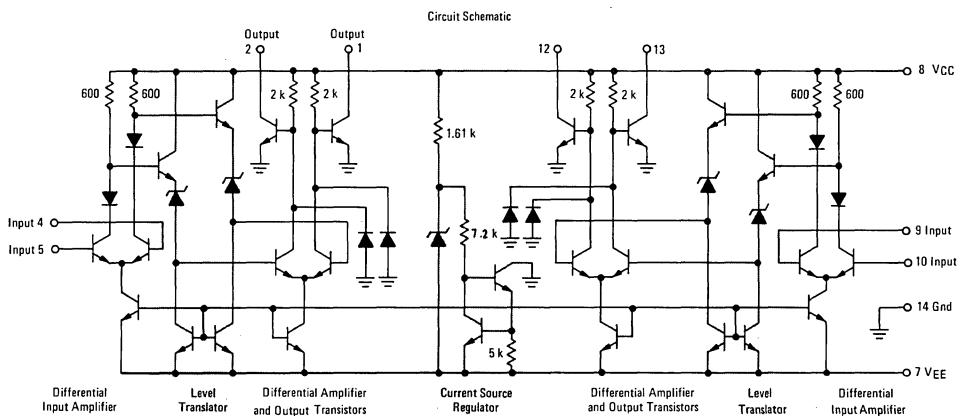 Circuit Schematic
Output
2
Output
1
12
13
8 VCC
600
600
2 k
2 k
1.61 k
2 k
2 k
600
600
Input 4
Input 5
7.2 k
9 Input
10 Input
14 Gnd
5 k
7 VEE
Differential
Input Amplifier
Level
Translator
Differential Amplifier
and Output Transistors
Current Source
Regulator
Differential Amplifier
and Output Transistors
Level
Translator
Differential
Input Amplifier